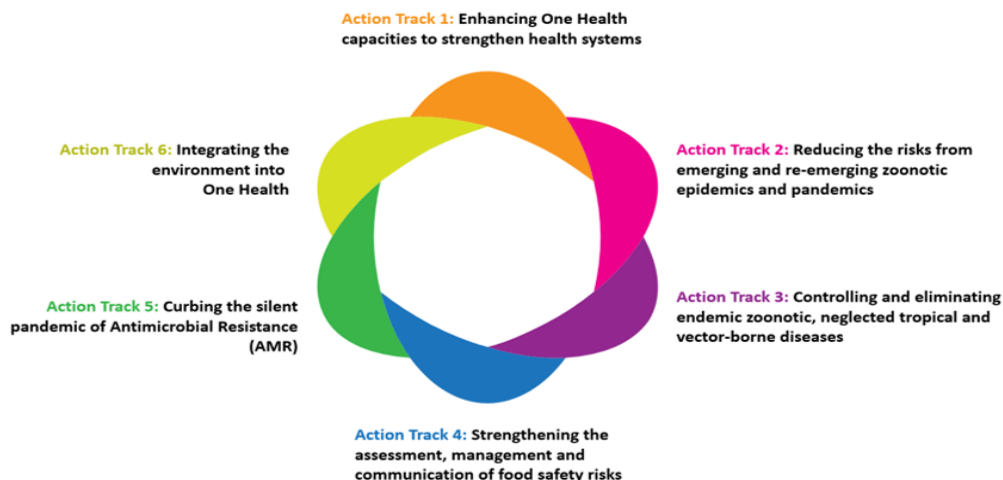 Action Track 1: Enhancing One Health
capacities to strengthen health systems
Action Track 2: Reducing the risks from
emerging and re-emerging zoonotic
epidemics and pandemics
Action Track 3: Controlling and eliminating
endemic zoonotic, neglected tropical and
vector-borne diseases
Action Track 4: Strengthening the
assessment, management and
communication of food safety risks
Action Track 5: Curbing the silent
pandemic of Antimicrobial Resistance
(AMR)
Action Track 6: Integrating the
environment into
One Health